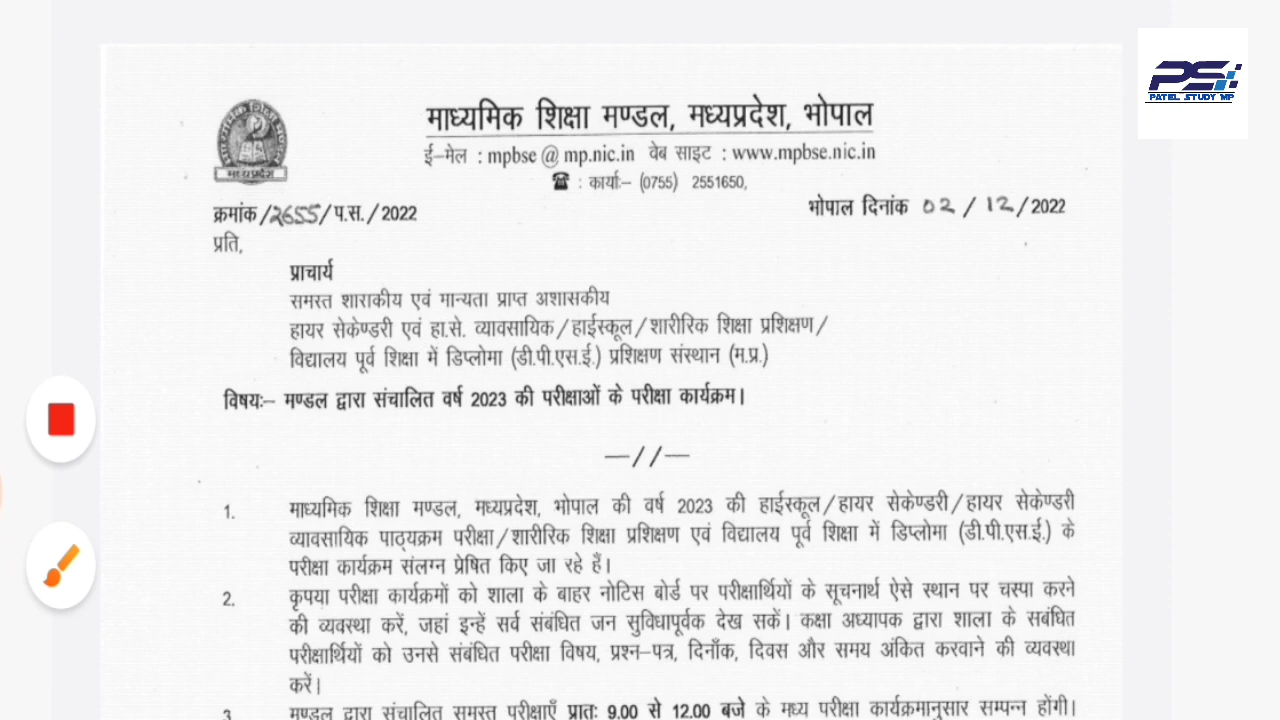 PS
PATEL STUDY MP
माध्यमिक शिक्षा मण्डल, मध्यप्रदेश, भोपाल
ई–मेल : mpbse @ mp.nic.in वेब साइट : www.mpbse.nic.in
☎ : कार्याः– (0755) 2551650,
मध्यप्रदेश
क्रमांक /2655/ प.स. / 2022
भोपाल दिनांक 02 / 12 / 2022
प्रति,
प्राचार्य
समस्त शाराकीय एवं मान्यता प्राप्त अशासकीय
हायर सेकेण्डरी एवं हा.से. व्यावसायिक / हाईस्कूल / शारीरिक शिक्षा प्रशिक्षण /
विद्यालय पूर्व शिक्षा में डिप्लोमा (डी.पी.एस.ई.) प्रशिक्षण संस्थान (म.प्र.)
विषयः– मण्डल द्वारा संचालित वर्ष 2023 की परीक्षाओं के परीक्षा कार्यक्रम।
—//—
1. माध्यमिक शिक्षा मण्डल, मध्यप्रदेश, भोपाल की वर्ष 2023 की हाईस्कूल / हायर सेकेण्डरी / हायर सेकेण्डरी
व्यावसायिक पाठ्यक्रम परीक्षा / शारीरिक शिक्षा प्रशिक्षण एवं विद्यालय पूर्व शिक्षा में डिप्लोमा (डी.पी.एस.ई.) के
परीक्षा कार्यक्रम संलग्न प्रेषित किए जा रहे हैं।
2. कृपया परीक्षा कार्यक्रमों को शाला के बाहर नोटिस बोर्ड पर परीक्षार्थियों के सूचनार्थ ऐसे स्थान पर चस्पा करने
की व्यवस्था करें, जहां इन्हें सर्व संबंधित जन सुविधापूर्वक देख सकें। कक्षा अध्यापक द्वारा शाला के सबंधित
परीक्षार्थियों को उनसे संबंधित परीक्षा विषय, प्रश्न–पत्र, दिनाँक, दिवस और समय अंकित करवाने की व्यवस्था
करें।
3. मण्डल द्वारा संचालित समस्त परीक्षाएँ प्रातः 9.00 से 12.00 बजे के मध्य परीक्षा कार्यक्रमानुसार सम्पन्न होंगी।